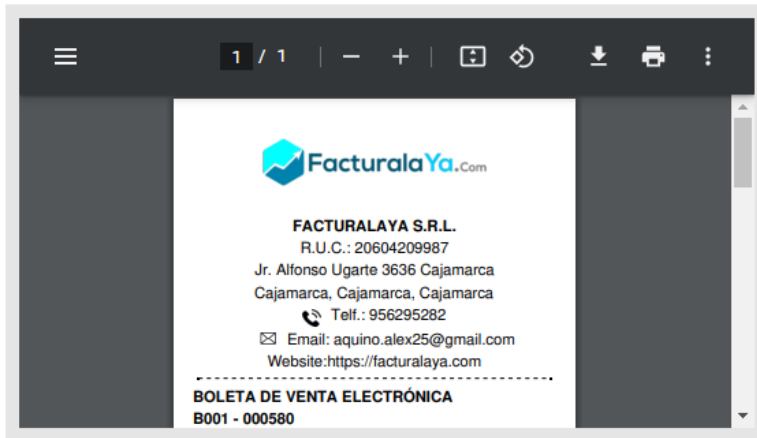 1 / 1
FacturalaYa.Com
FACTURALAYA S.R.L.
R.U.C.: 20604209987
Jr. Alfonso Ugarte 3636 Cajamarca
Cajamarca, Cajamarca, Cajamarca
Telf.: 956295282
Email: aquino.alex25@gmail.com
Website:https://facturalaya.com
BOLETA DE VENTA ELECTRÓNICA
B001 - 000580